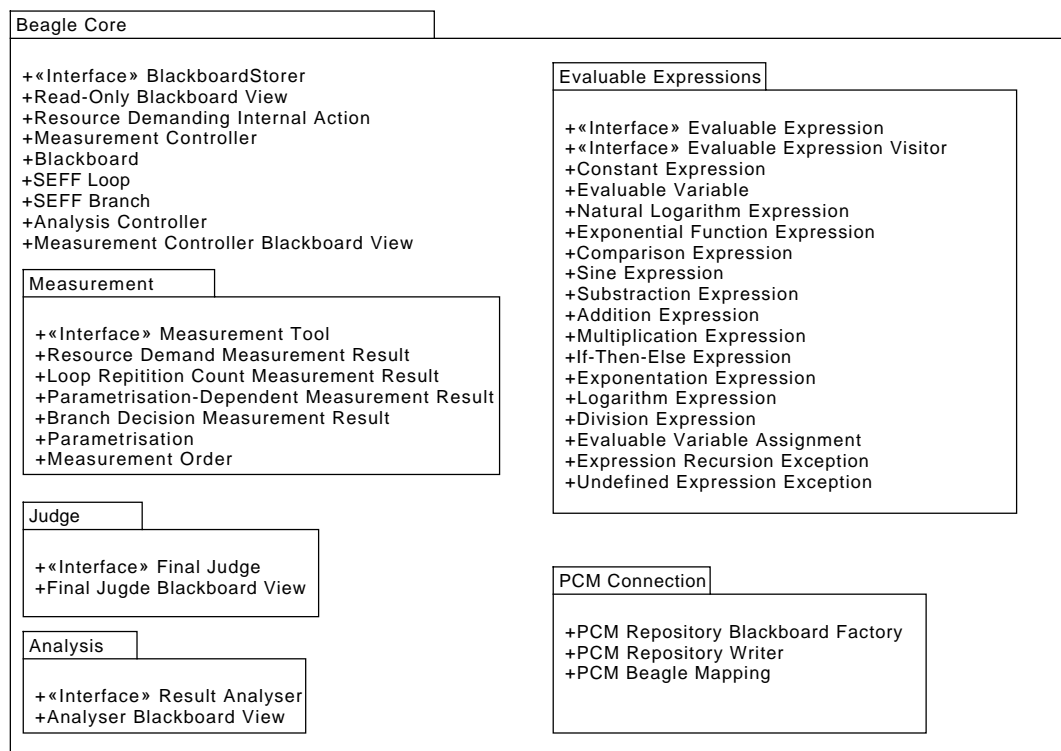 Beagle Core
+«Interface» BlackboardStorer
+Read-Only Blackboard View
+Resource Demanding Internal Action
+Measurement Controller
+Blackboard
+SEFF Loop
+SEFF Branch
+Analysis Controller
+Measurement Controller Blackboard View
Measurement
+«Interface» Measurement Tool
+Resource Demand Measurement Result
+Loop Repitition Count Measurement Result
+Parametrisation-Dependent Measurement Result
+Branch Decision Measurement Result
+Parametrisation
+Measurement Order
Judge
+«Interface» Final Judge
+Final Jugde Blackboard View
Analysis
+«Interface» Result Analyser
+Analyser Blackboard View
Evaluable Expressions
+«Interface» Evaluable Expression
+«Interface» Evaluable Expression Visitor
+Constant Expression
+Evaluable Variable
+Natural Logarithm Expression
+Exponential Function Expression
+Comparison Expression
+Sine Expression
+Substraction Expression
+Addition Expression
+Multiplication Expression
+If-Then-Else Expression
+Exponentation Expression
+Logarithm Expression
+Division Expression
+Evaluable Variable Assignment
+Expression Recursion Exception
+Undefined Expression Exception
PCM Connection
+PCM Repository Blackboard Factory
+PCM Repository Writer
+PCM Beagle Mapping